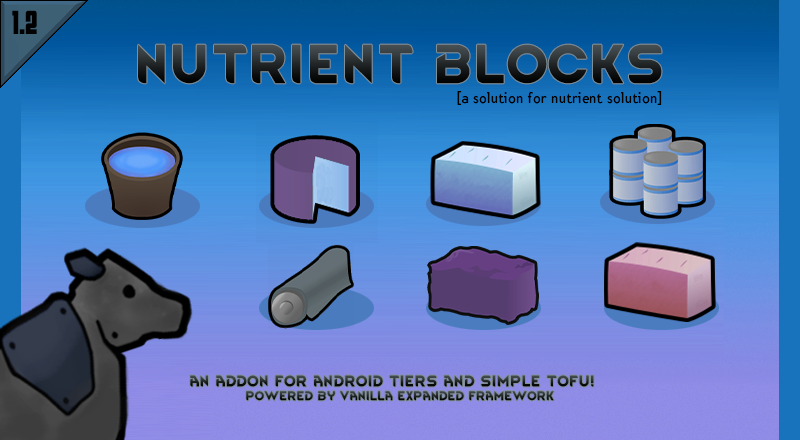 1.2
NUTRIENT BLOCKS
[a solution for nutrient solution]
AN ADDON FOR ANDROID TIERS AND SIMPLE TOFU!
POWERED BY VANILLA EXPANDED FRAMEWORK